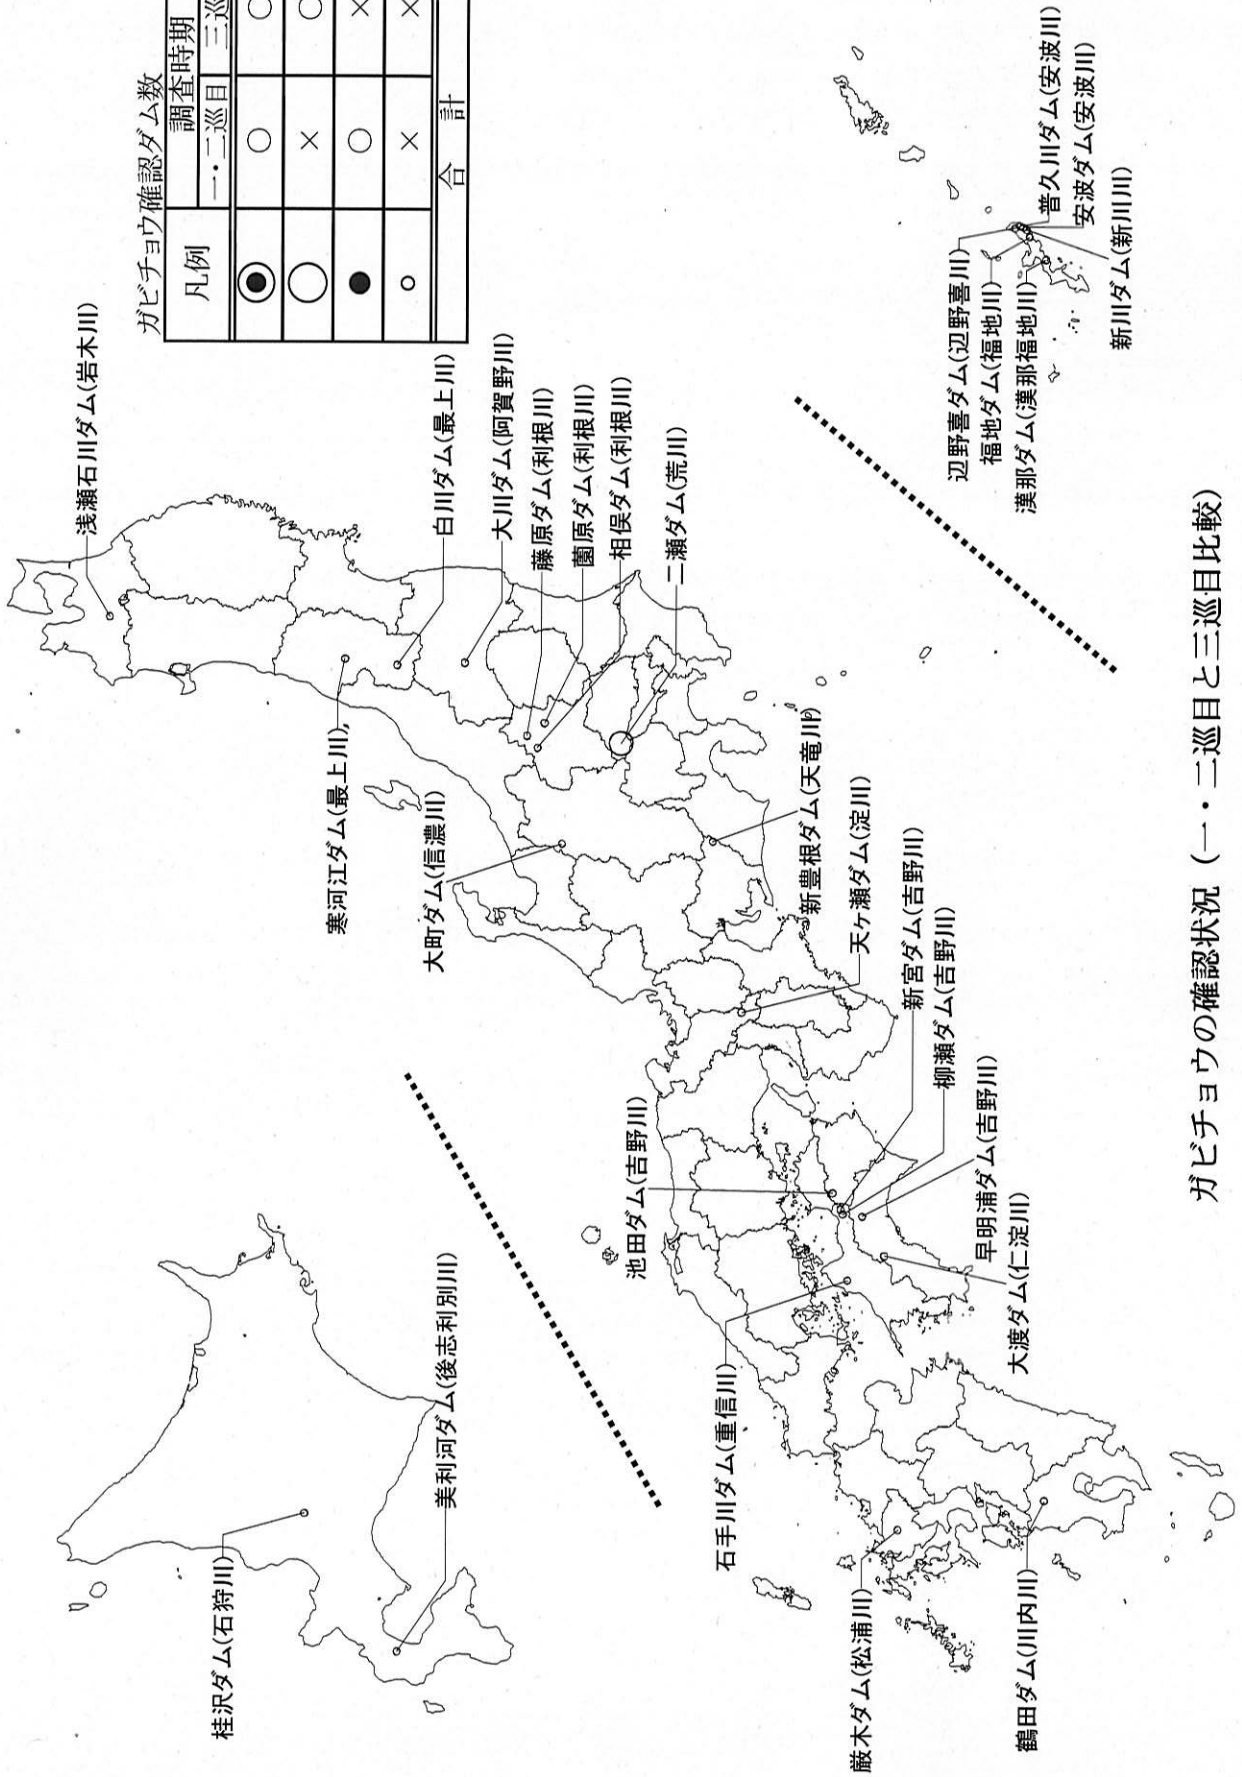 ガビチョウ確認ダム数
凡例
調査時期
一・二巡目
三巡
○
○
×
○
○
×
×
×
合 計
浅瀬石川ダム(岩木川)
白川ダム(最上川)
大川ダム(阿賀野川)
藤原ダム(利根川)
薗原ダム(利根川)
相俣ダム(利根川)
二瀬ダム(荒川)
寒河江ダム(最上川)
大町ダム(信濃川)
新豊根ダム(天竜川)
天ヶ瀬ダム(淀川)
新宮ダム(吉野川)
柳瀬ダム(吉野川)
早明浦ダム(吉野川)
大渡ダム(仁淀川)
池田ダム(吉野川)
石手川ダム(重信川)
厳木ダム(松浦川)
鶴田ダム(川内川)
桂沢ダム(石狩川)
美利河ダム(後志利別川)
辺野喜ダム(辺野喜川)
福地ダム(福地川)
漢那ダム(漢那福地川)
普久川ダム(安波川)
安波ダム(安波川)
新川ダム(新川川)
ガビチョウの確認状況(一・二巡目と三巡目比較)